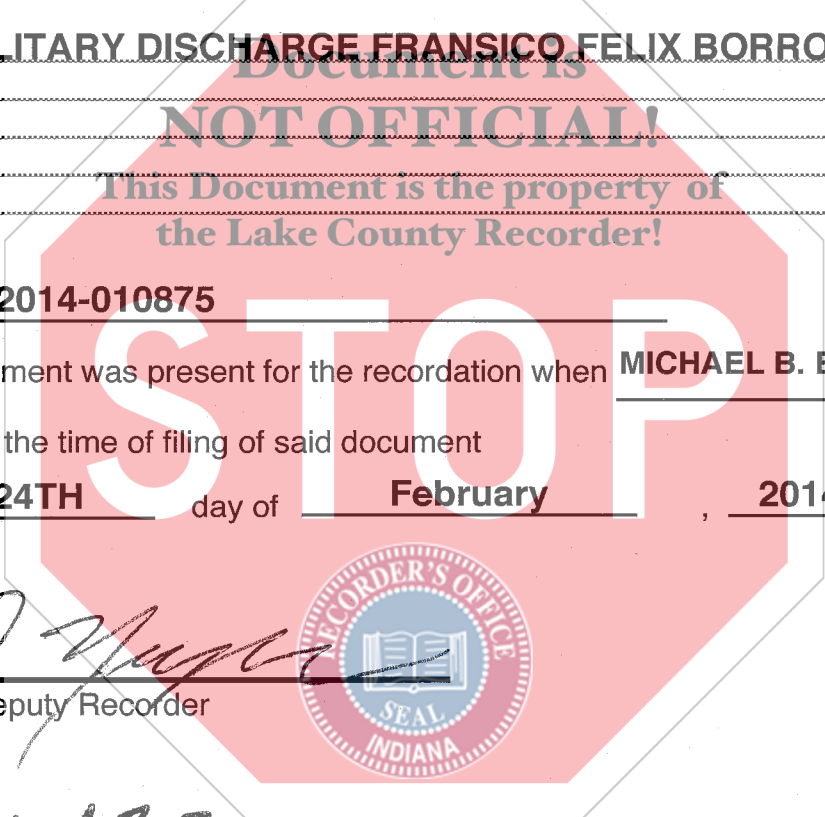 LITARY DISCHARGE FRANSICO FELIX BORRO
Document is
NOT OFFICIAL!
This Document is the property of
the Lake County Recorder!
2014-010875
STOP
ment was present for the recordation when MICHAEL B.
the time of filing of said document
24TH day of February , 2014
RECORDER'S OFFICE
SEAL
INDIANA
eputy Recorder